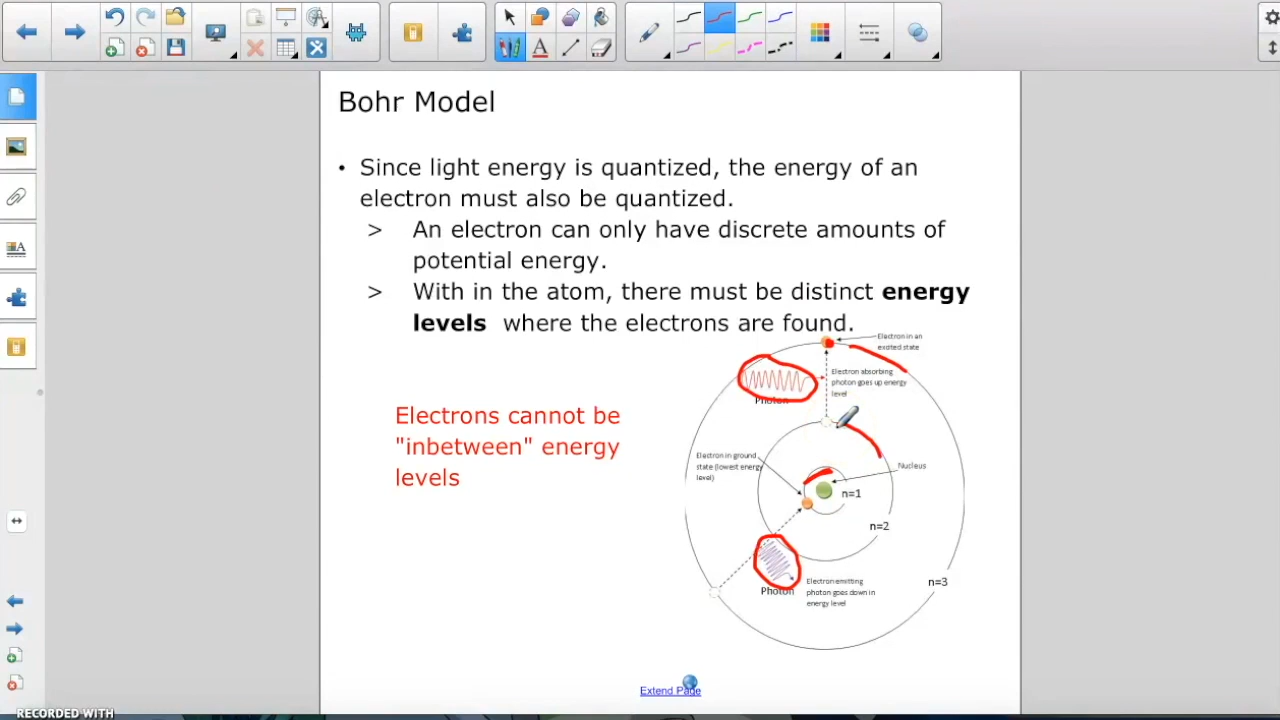 Bohr Model
• Since light energy is quantized, the energy of an
electron must also be quantized.
> An electron can only have discrete amounts of
potential energy.
> With in the atom, there must be distinct energy
levels where the electrons are found.
Electron in an
excited state
Electron absorbing
photon goes up energy
level
Photon
Electrons cannot be
"inbetween" energy
levels
Electron in ground
state (lowest energy
level)
Nucleus
n=1
n=2
n=3
Electron emitting
photon goes down in
energy level
Photon
Extend Page
RECORDED WITH